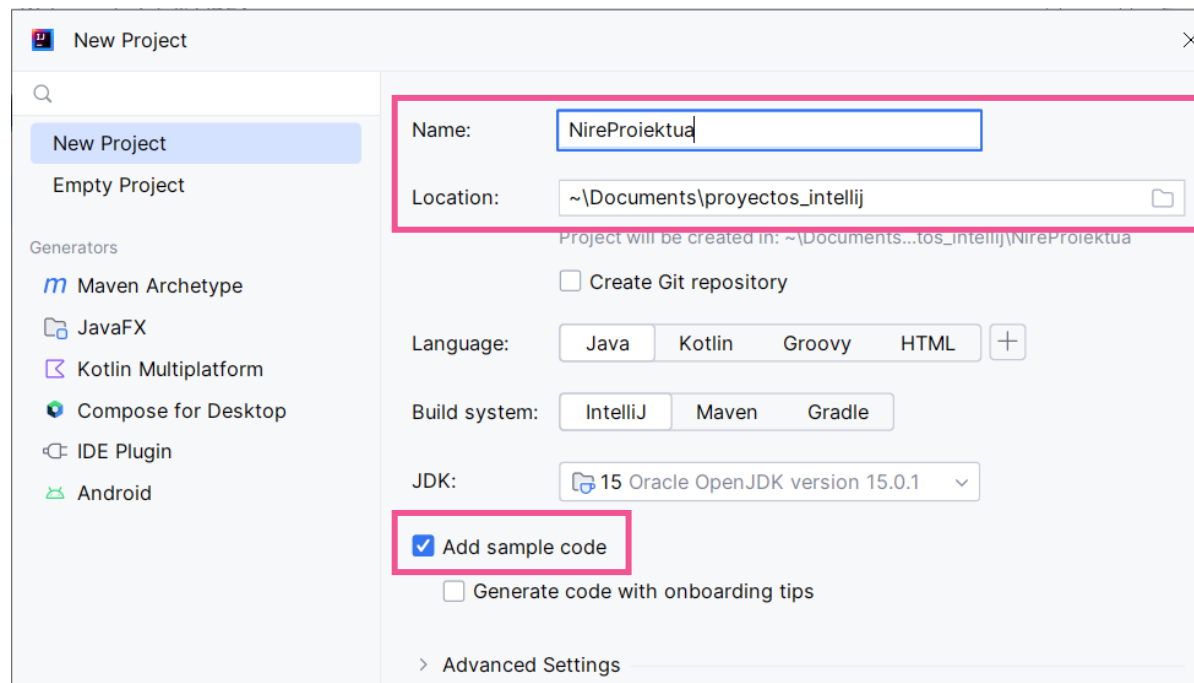 New Project
New Project
Empty Project
Generators
Maven Archetype
JavaFX
Kotlin Multiplatform
Compose for Desktop
IDE Plugin
Android
Name: NireProiektua
Location: ~\Documents\proyectos_intellij
Project will be created in: ~\Documents...tos_intellij\NireProiektua
Create Git repository
Language: Java Kotlin Groovy HTML
Build system: IntelliJ Maven Gradle
JDK: 15 Oracle OpenJDK version 15.0.1
Add sample code
Generate code with onboarding tips
Advanced Settings